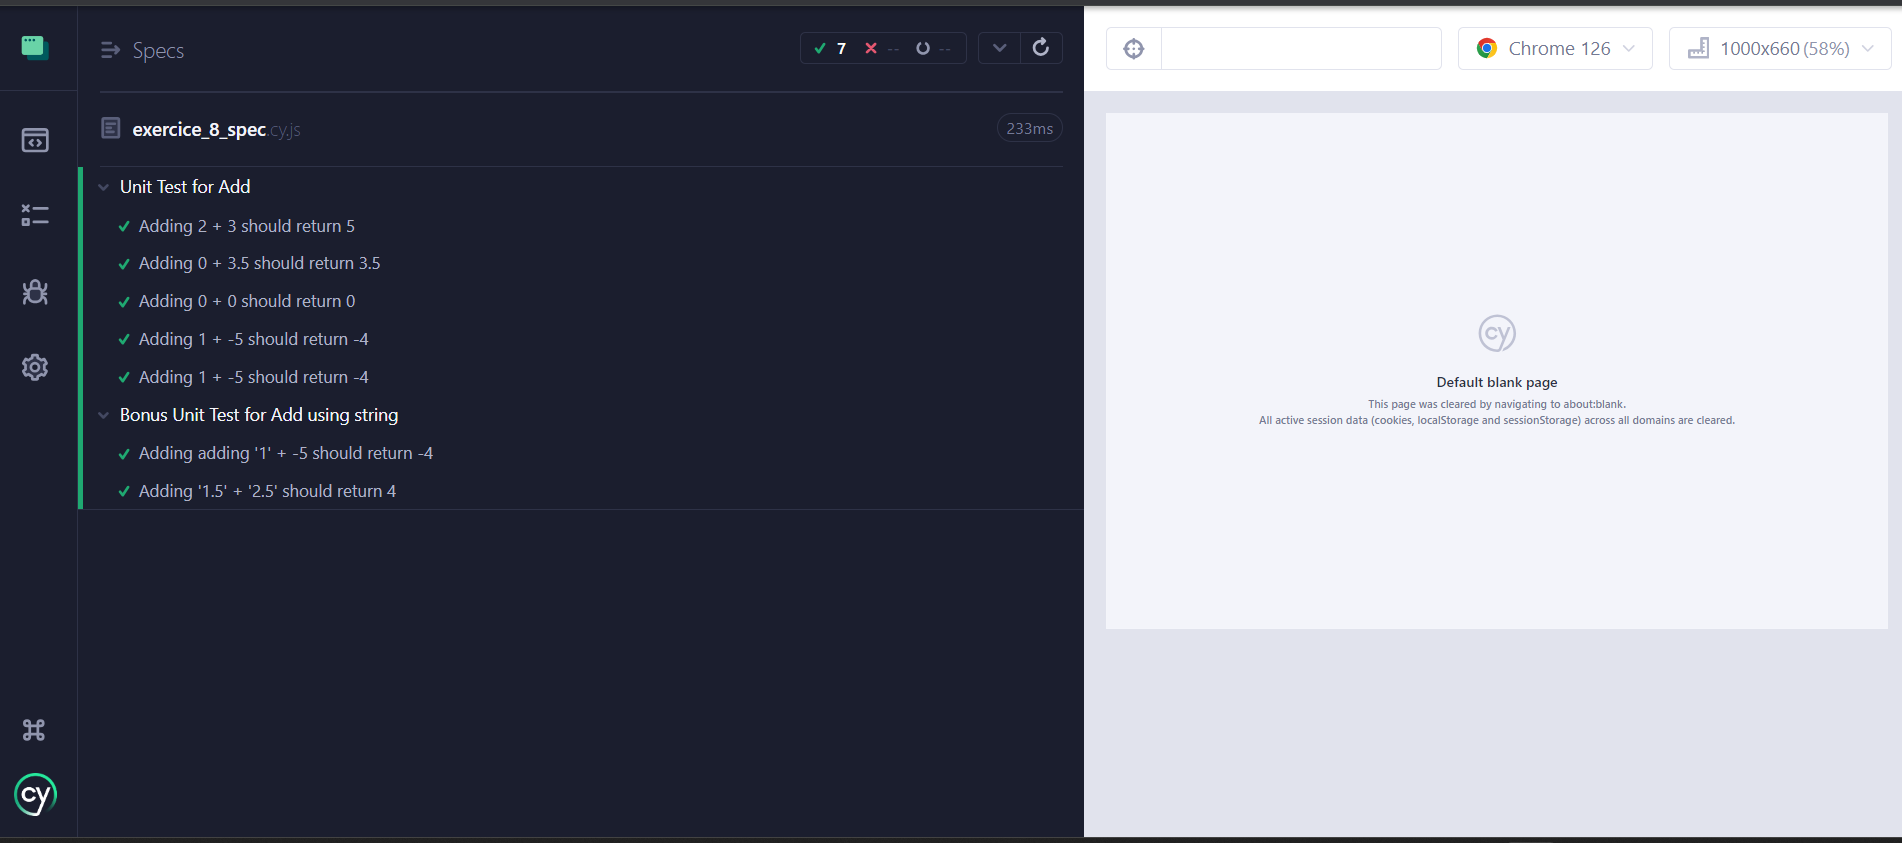 Specs
7 -- --
exercice_8_spec.cy.js
233ms
Unit Test for Add
Adding 2 + 3 should return 5
Adding 0 + 3.5 should return 3.5
Adding 0 + 0 should return 0
Adding 1 + -5 should return -4
Adding 1 + -5 should return -4
Bonus Unit Test for Add using string
Adding adding '1' + -5 should return -4
Adding '1.5' + '2.5' should return 4
cy
Chrome 126
1000x660 (58%)
cy
Default blank page
This page was cleared by navigating to about:blank.
All active session data (cookies, localStorage and sessionStorage) across all domains are cleared.